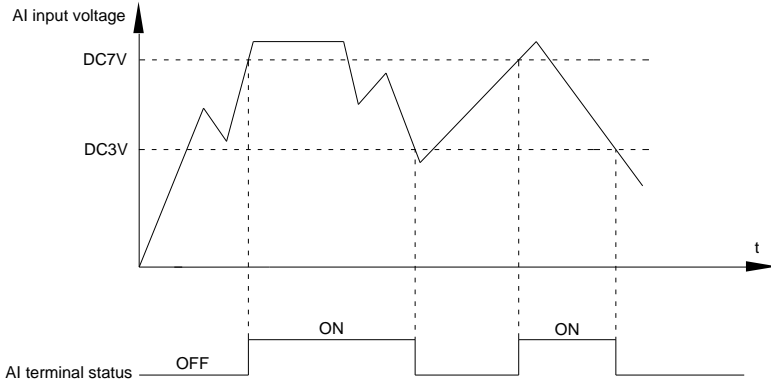 AI input voltage
DC7V
DC3V
t
ON
ON
OFF
AI terminal status